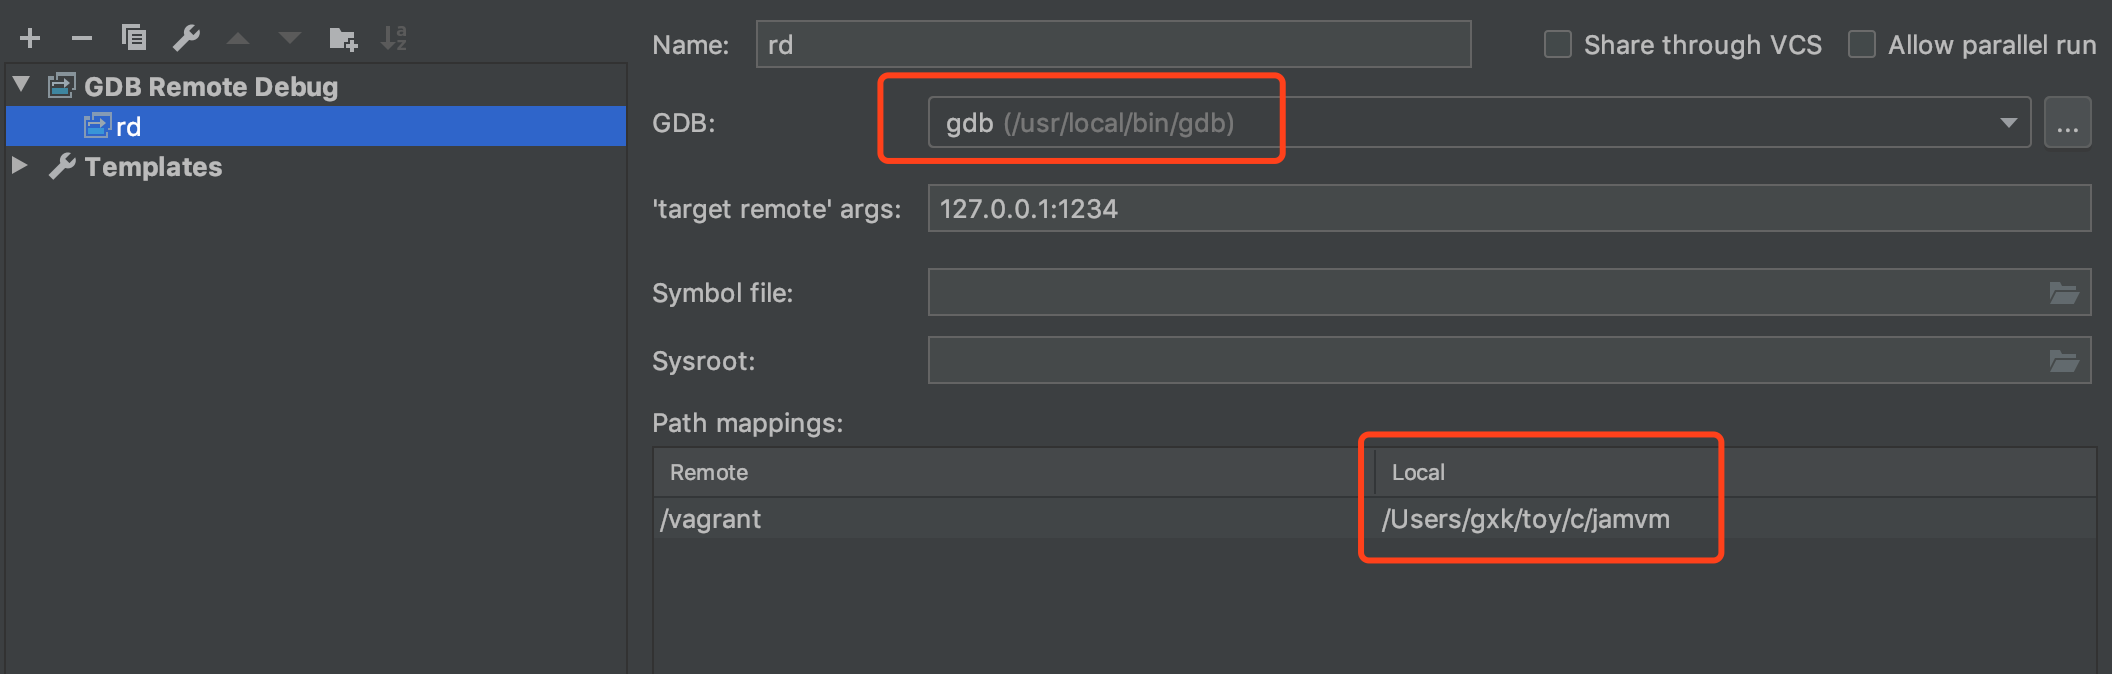 GDB Remote Debug
rd
Templates
Name: rd
Share through VCS
Allow parallel run
GDB: gdb (/usr/local/bin/gdb)
...
'target remote' args: 127.0.0.1:1234
Symbol file:
Sysroot:
Path mappings:
Remote Local
/vagrant /Users/gxk/toy/c/jamvm